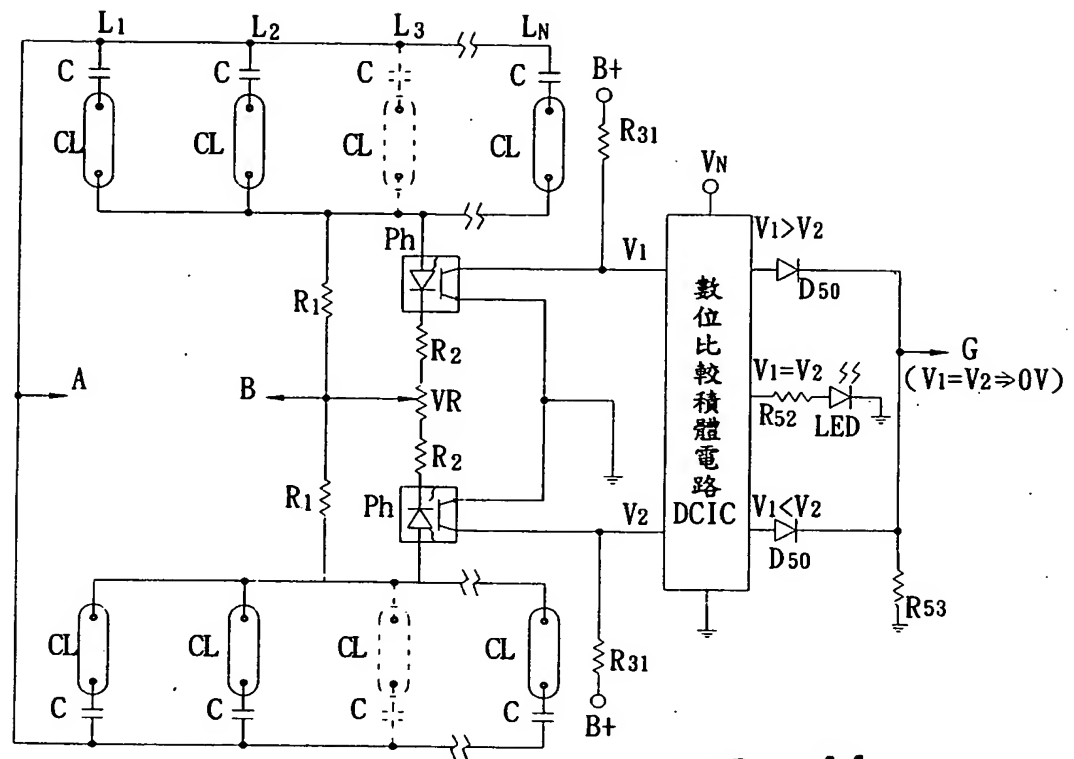 L1 L2 L3 LN
C C C C
CL CL CL CL
B+
R31
VN
Ph
V1
V1>V2
D50
R1
R2
數位比較積體電路
DCIC
A
B
VR
V1=V2
R52
LED
G
(V1=V2⇒0V)
R2
R1
Ph
V2
V1<V2
D50
R53
CL CL CL CL
R31
C C C C
B+